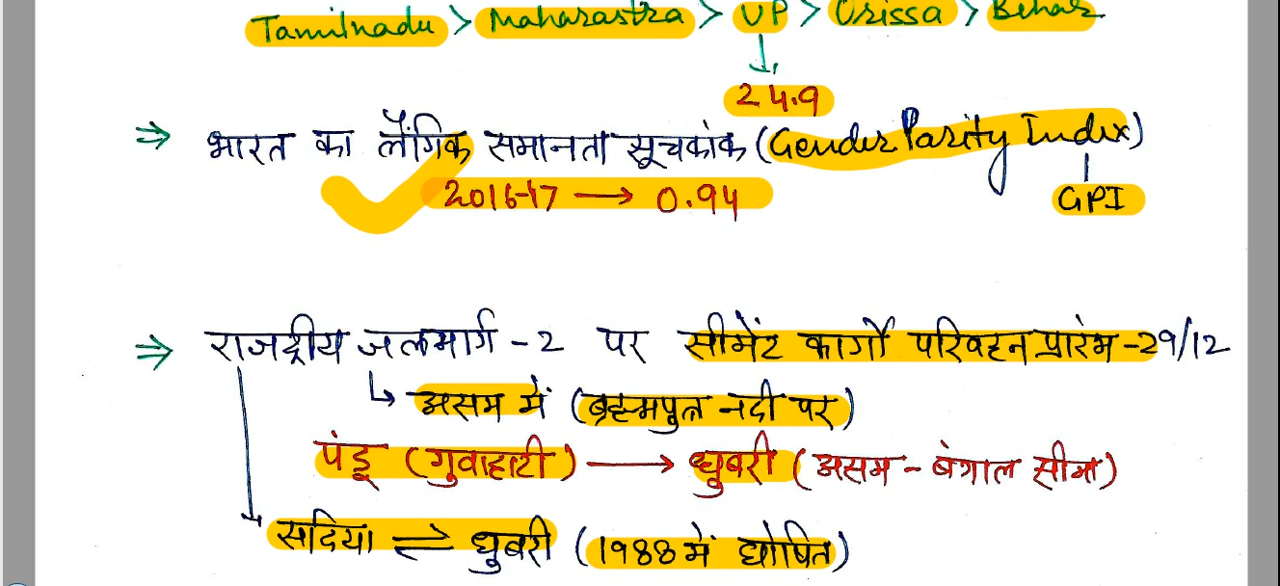 Tamilnadu > Maharastra > UP > Orissa > Behar
24.9
⇒ भारत का लैंगिक समानता सूचकांक (Gender Parity Index)
2016-17 → 0.94
GPI
⇒ राजट्रीय जलमार्ग - 2 पर सीमेंट कार्गो परिवहन प्रारंभ - 29/12
↳ असम में (ब्रह्मपुत्र नदी पर)
पंडू (गुवाहाटी) → धुबरी (असम - बंगाल सीमा)
सदिया ⇌ धुबरी (1988 में घोषित)